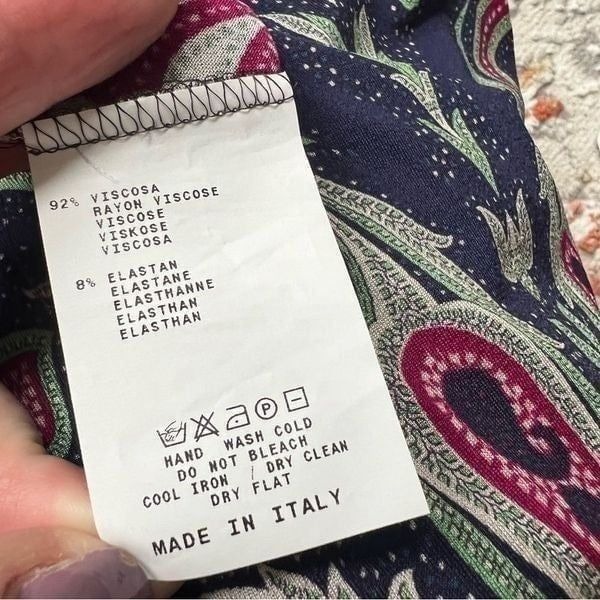 92% VISCOSA
RAYON VISCOSE
VISCOSE
VISKOSE
VISCOSA
8% ELASTAN
ELASTANE
ELASTHANNE
ELASTHAN
ELASTHAN
P
HAND WASH COLD
DO NOT BLEACH
COOL IRON / DRY CLEAN
DRY FLAT
MADE IN ITALY